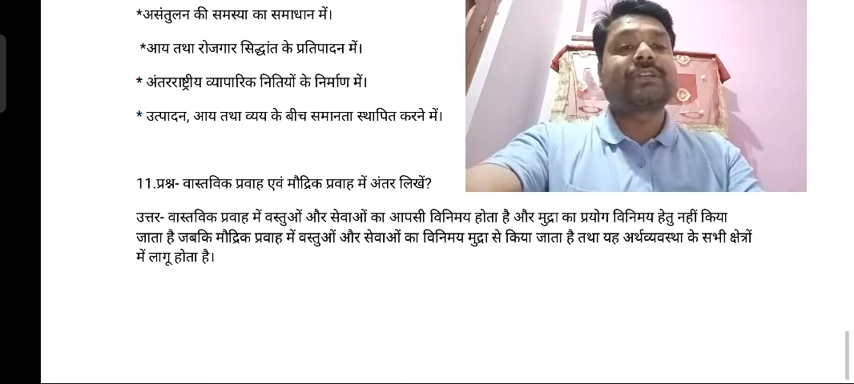 *असंतुलन की समस्या का समाधान में।
*आय तथा रोजगार सिद्धांत के प्रतिपादन में।
* अंतरराष्ट्रीय व्यापारिक नितियों के निर्माण में।
* उत्पादन, आय तथा व्यय के बीच समानता स्थापित करने में।
11.प्रश्न- वास्तविक प्रवाह एवं मौद्रिक प्रवाह में अंतर लिखें?
उत्तर- वास्तविक प्रवाह में वस्तुओं और सेवाओं का आपसी विनिमय होता है और मुद्रा का प्रयोग विनिमय हेतु नहीं किया
जाता है जबकि मौद्रिक प्रवाह में वस्तुओं और सेवाओं का विनिमय मुद्रा से किया जाता है तथा यह अर्थव्यवस्था के सभी क्षेत्रों
में लागू होता है।